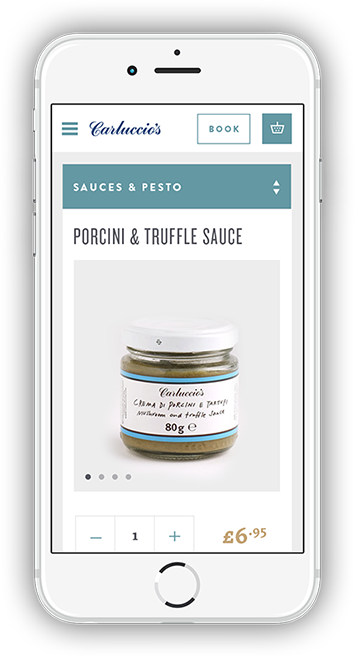 Carluccio's
BOOK
SAUCES & PESTO
PORCINI & TRUFFLE SAUCE
Carluccio's
CREMA DI PORCINI E TARTUFI
Mushroom and truffle Sauce
80g ℮
– 1 + £6.95